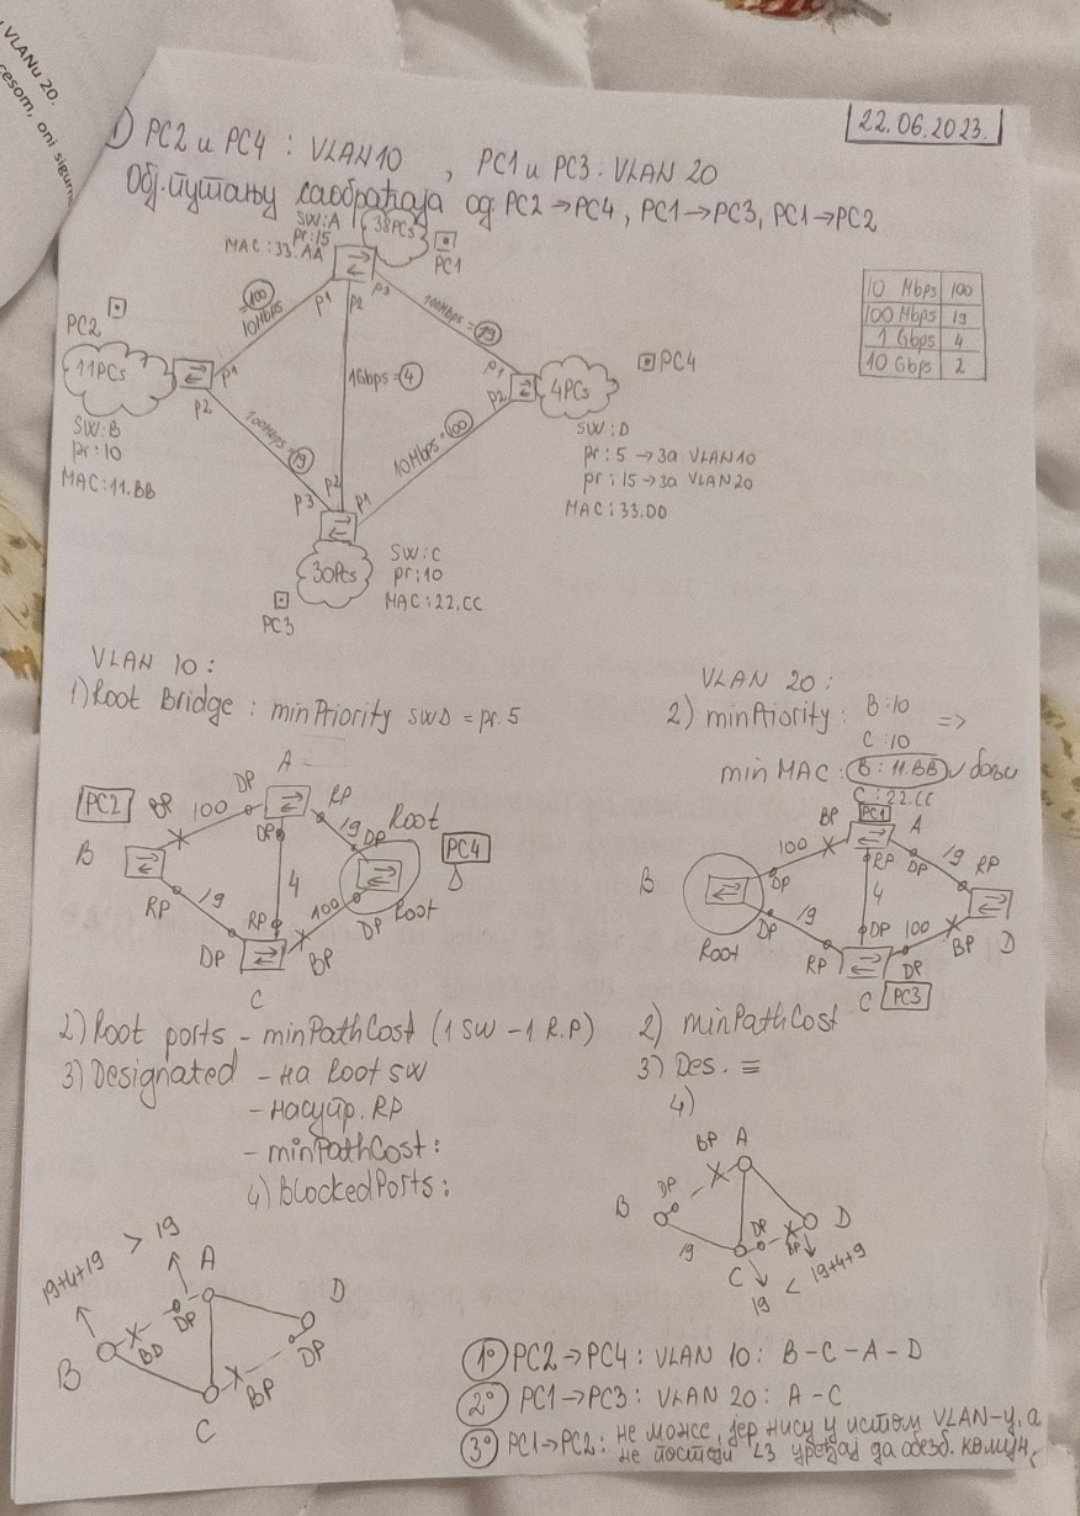 VLANu 20.
cesom, oni sigurn
22.06.2023.
1) PC2 и PC4 : VLAN 10 , PC1 и PC3 : VLAN 20
Обј. путању саобраћаја од PC2→PC4, PC1→PC3, PC1→PC2
SW:A
pr:15
MAC:33.AA
38PCs
PC1
p1
p2
p3
=100
10Mbps
100Mbps=19
10 Mbps 100
100 Mbps 19
1 Gbps 4
10 Gbps 2
PC2
11PCs
p1
p2
SW:B
pr:10
MAC:11.BB
1Gbps=4
100Mbps=19
10Mbps=100
p1
p2
4PCs
PC4
SW:D
pr:5→за VLAN10
pr:15→за VLAN20
MAC:33.DD
p3
p2
p1
30PCs
PC3
SW:C
pr:10
MAC:22.CC
VLAN 10:
1) Root Bridge : minPriority SWD = pr.5
A
PC2
BP
100
DP
RP
19
DP
Root
PC4
D
B
DP
4
RP
19
RP
100
DP
Root
DP
BP
C
2) Root ports - minPathCost (1 SW - 1 R.P)
3) Designated - на Root SW
- насупр. RP
- minPathCost:
4) BlockedPorts:
19+4+19 > 19
A
D
DP
BP
DP
B
BP
C
VLAN 20:
2) minPriority : B:10 =>
C:10
min MAC : B:11.BB
C:22.CC
PC1
BP
A
100
RP
DP
19
RP
B
DP
4
Root
DP
19
DP
100
BP
D
RP
DP
C
PC3
2) minPathCost
3) Des. =
4)
BP
A
DP
B
D
DP
BP
19
C
19 < 19+4+9
1° PC2→PC4 : VLAN 10 : B-C-A-D
2° PC1→PC3 : VLAN 20 : A-C
3° PC1→PC2 : не може, јер нису у истом VLAN-у, а
не постоји L3 уређај да обезб. комун.